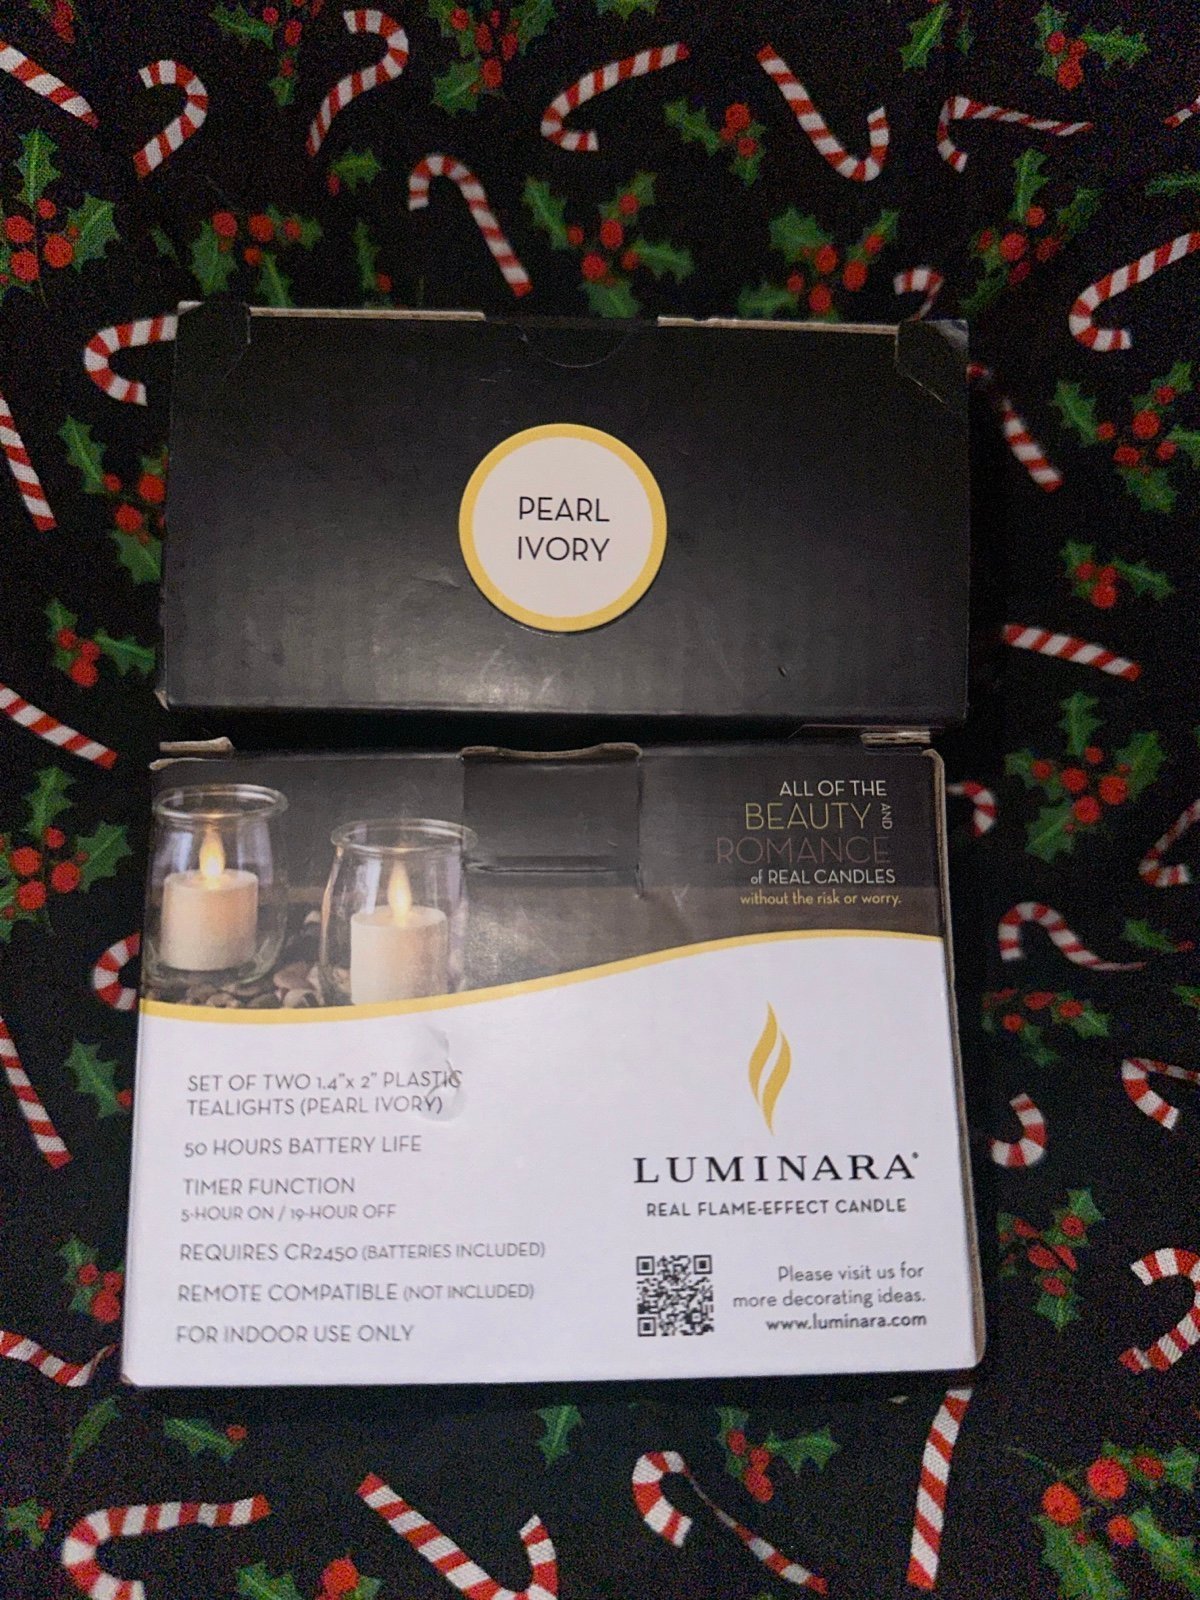 PEARL
IVORY
ALL OF THE
BEAUTY AND
ROMANCE
of REAL CANDLES
without the risk or worry.
SET OF TWO 1.4"x 2" PLASTIC
TEALIGHTS (PEARL IVORY)
50 HOURS BATTERY LIFE
TIMER FUNCTION
5-HOUR ON / 19-HOUR OFF
REQUIRES CR2450 (BATTERIES INCLUDED)
REMOTE COMPATIBLE (NOT INCLUDED)
FOR INDOOR USE ONLY
LUMINARA®
REAL FLAME-EFFECT CANDLE
Please visit us for
more decorating ideas.
www.luminara.com